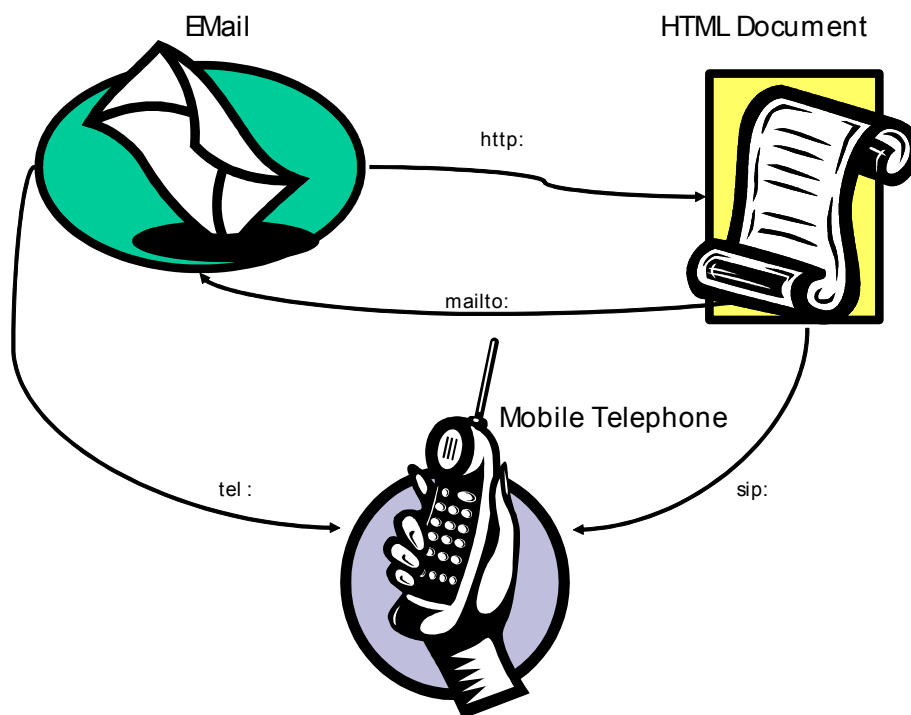 EMail
HTML Document
http:
mailto:
Mobile Telephone
tel :
sip: